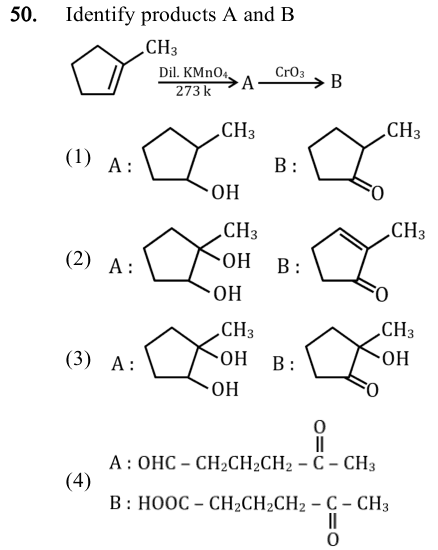 50. Identify products A and B
CH₃
Dil. KMnO₄
273 k
A
CrO₃
B
(1) A :
CH₃
OH
B :
CH₃
O
(2) A :
CH₃
OH
OH
B :
CH₃
O
(3) A :
CH₃
OH
OH
B :
CH₃
OH
O
(4)
O
A : OHC – CH₂CH₂CH₂ – C – CH₃
B : HOOC – CH₂CH₂CH₂ – C – CH₃
O